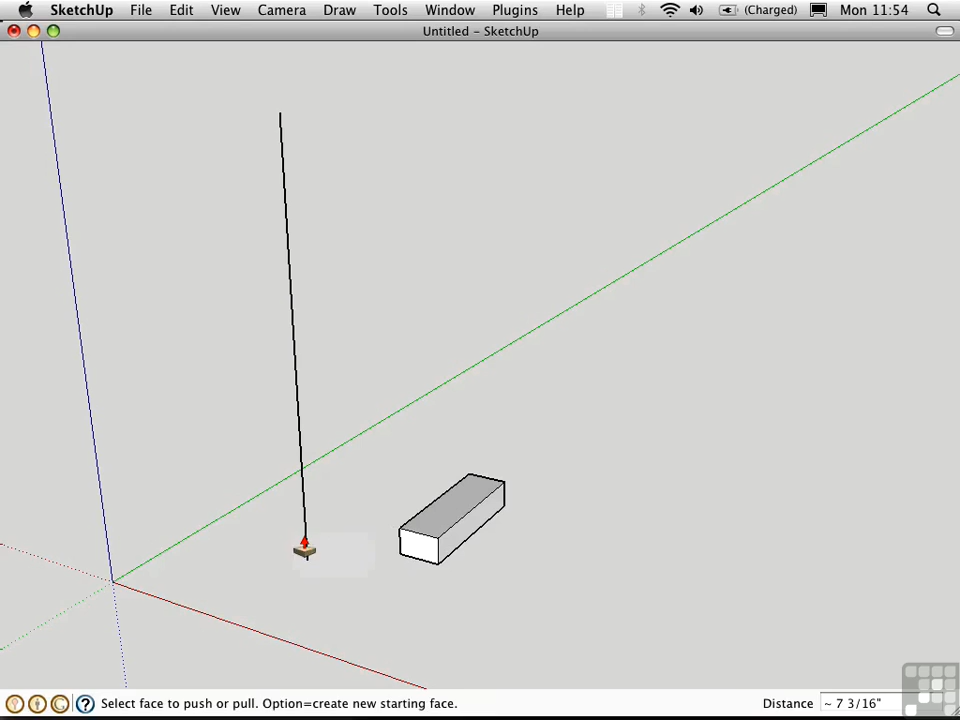 SketchUp File Edit View Camera Draw Tools Window Plugins Help (Charged) Mon 11:54
Untitled – SketchUp
Select face to push or pull. Option=create new starting face. Distance ~ 7 3/16"